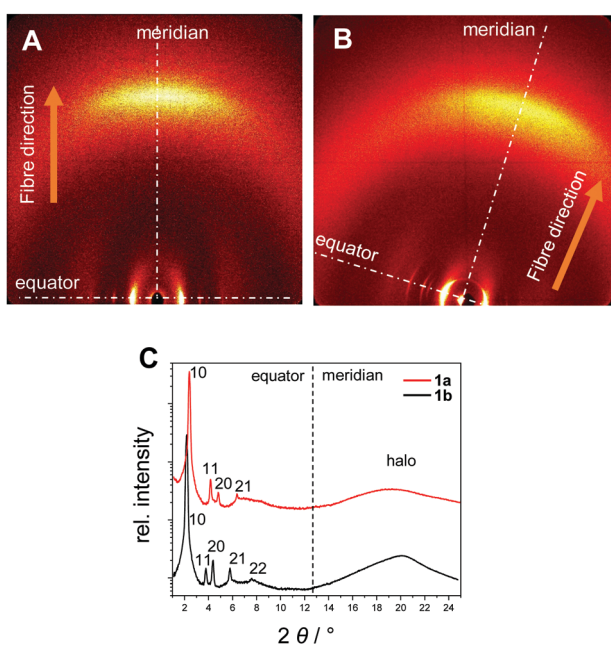 A
meridian
Fibre direction
equator
B
meridian
Fibre direction
equator
C
equator
meridian
1a
1b
10
11
20
21
halo
10
11
20
21
22
rel. intensity
2 4 6 8 10 12 14 16 18 20 22 24
2 θ / °